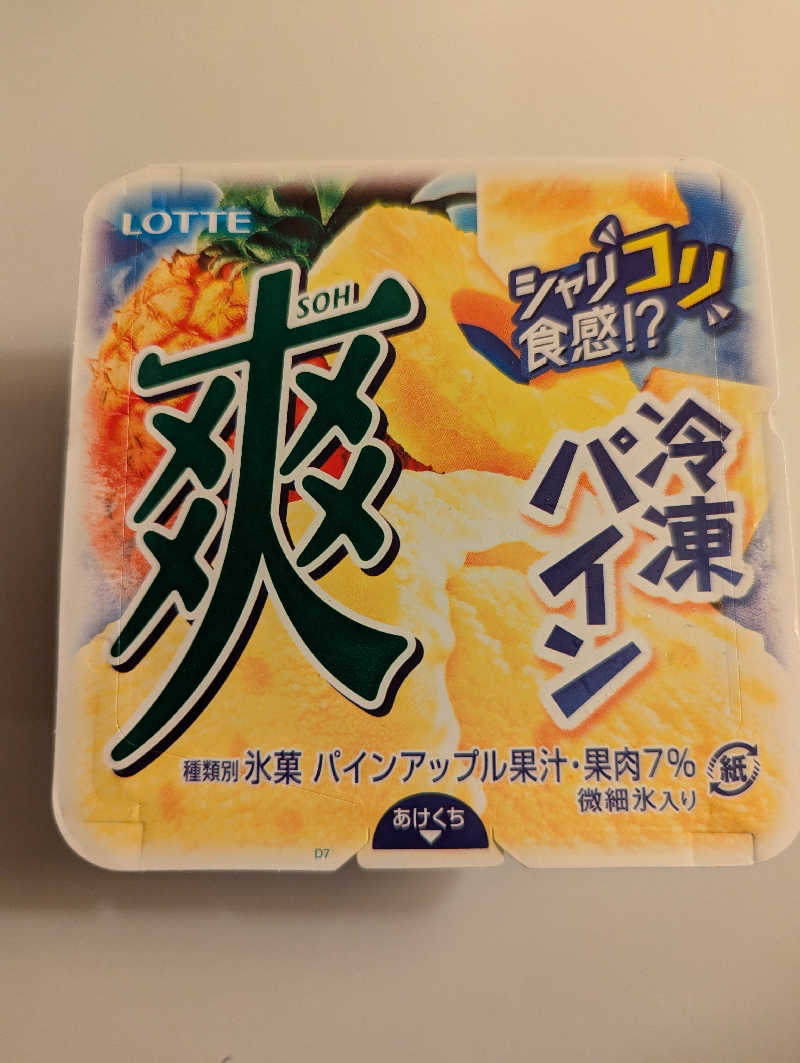 LOTTE
爽
SOH
シャリコリ
食感!?
冷凍
パイン
種類別 氷菓 パインアップル果汁・果肉7%
微細氷入り
紙
あけくち
D7